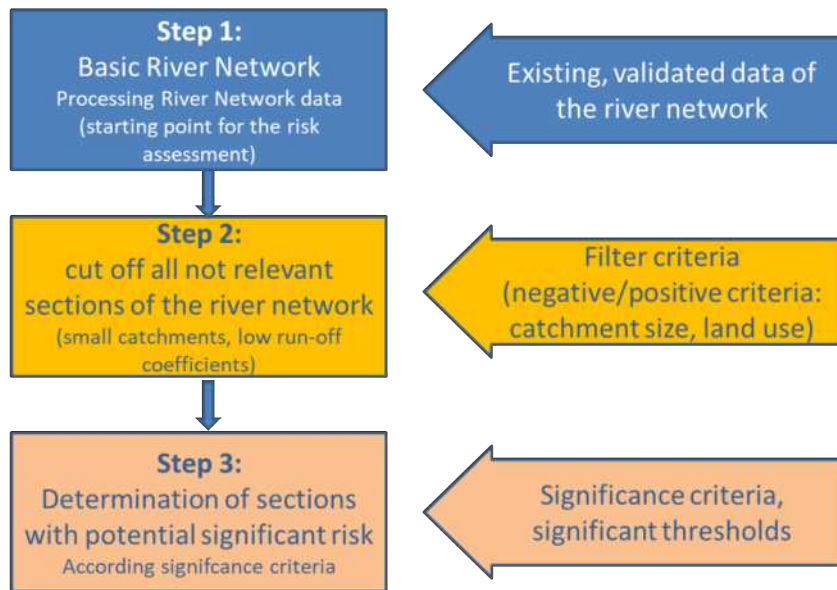 Step 1:
Basic River Network
Processing River Network data
(starting point for the risk
assessment)
Existing, validated data of
the river network
Step 2:
cut off all not relevant
sections of the river network
(small catchments, low run-off
coefficients)
Filter criteria
(negative/positive criteria:
catchment size, land use)
Step 3:
Determination of sections
with potential significant risk
According signifcance criteria
Significance criteria,
significant thresholds